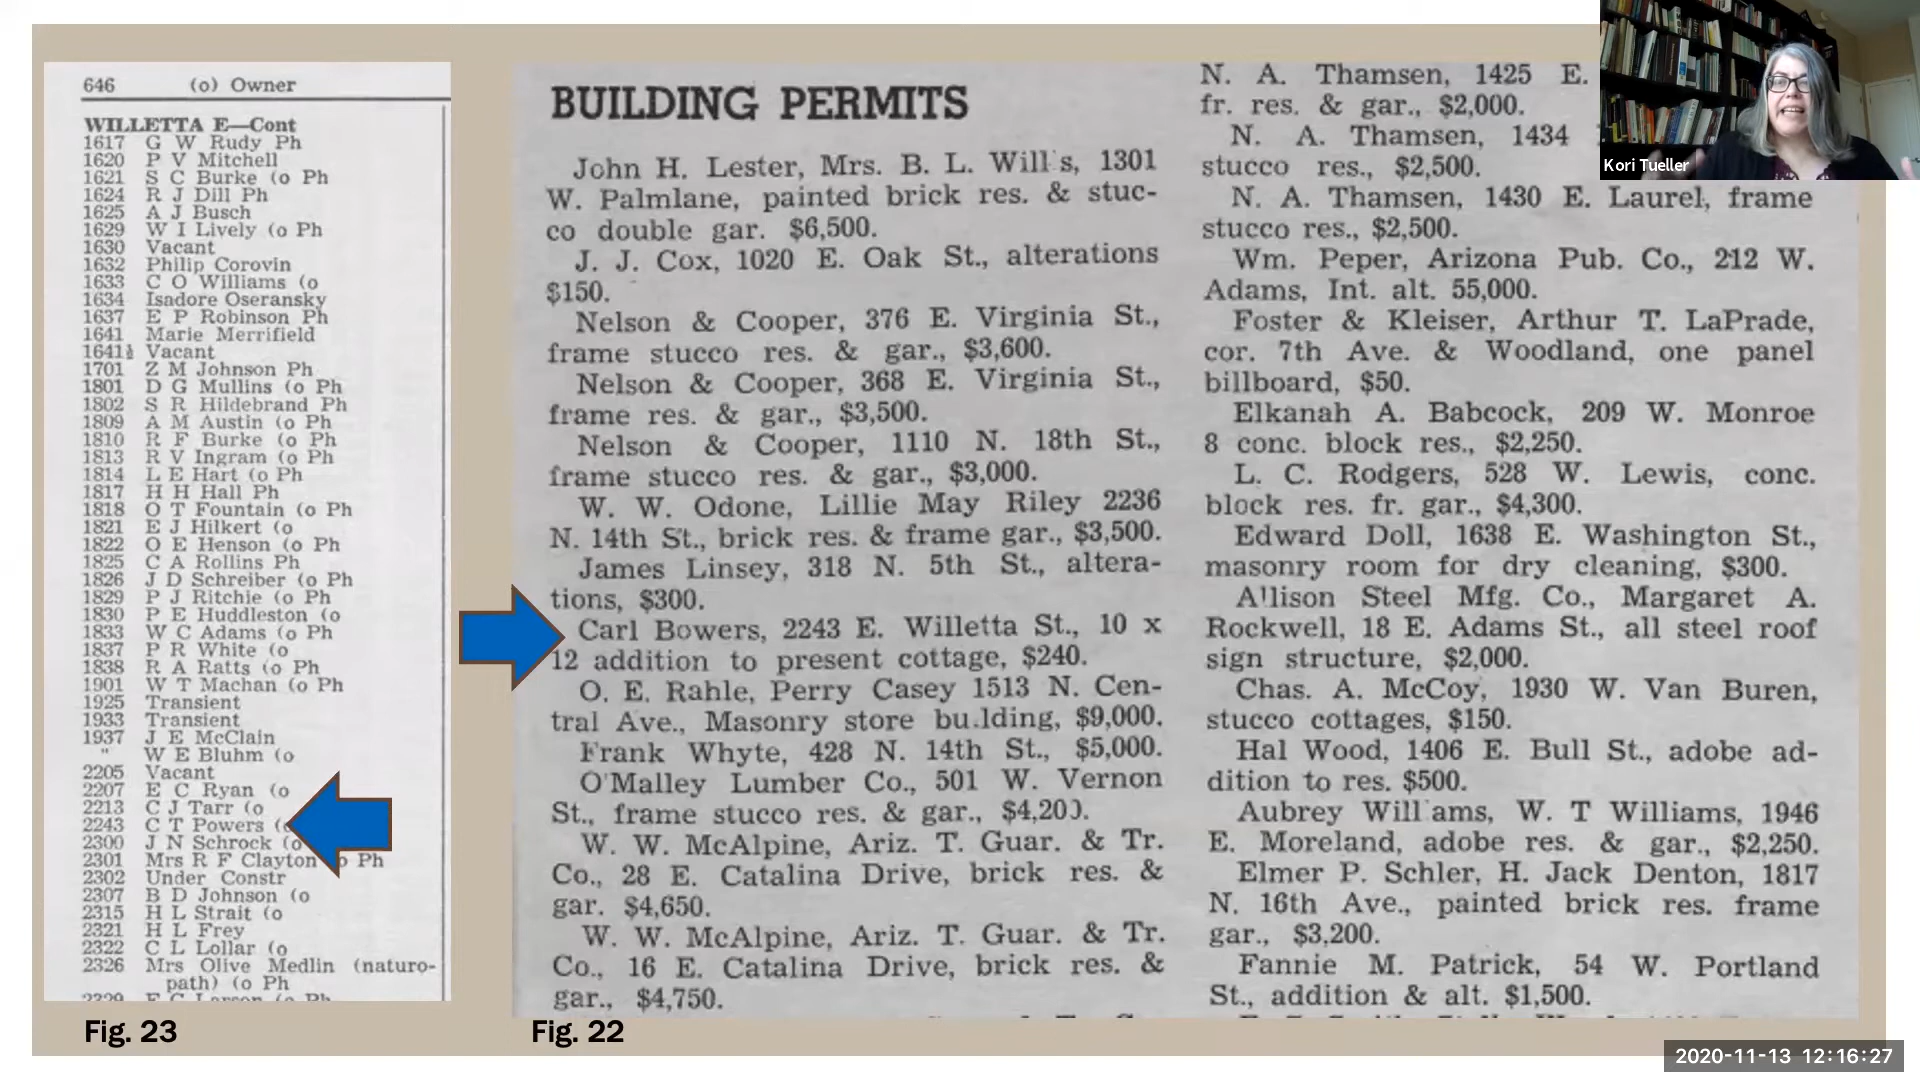 646 (o) Owner
WILLETTA E—Cont
1617 G W Rudy Ph
1620 P V Mitchell
1621 S C Burke (o Ph
1624 R J Dill Ph
1625 A J Busch
1629 W I Lively (o Ph
1630 Vacant
1632 Philip Corovin
1633 C O Williams (o
1634 Isadore Oseransky
1637 E P Robinson Ph
1641 Marie Merrifield
1641½ Vacant
1701 Z M Johnson Ph
1801 D G Mullins (o Ph
1802 S R Hildebrand Ph
1809 A M Austin (o Ph
1810 R F Burke (o Ph
1813 R V Ingram (o Ph
1814 L E Hart (o Ph
1817 H H Hall Ph
1818 O T Fountain (o Ph
1821 E J Hilkert (o
1822 O E Henson (o Ph
1825 C A Rollins Ph
1826 J D Schreiber (o Ph
1829 P J Ritchie (o Ph
1830 P E Huddleston (o
1833 W C Adams (o Ph
1837 P R White (o
1838 R A Ratts (o Ph
1901 W T Machan (o Ph
1925 Transient
1933 Transient
1937 J E McClain
" W E Bluhm (o
2205 Vacant
2207 E C Ryan (o
2213 C J Tarr (o
2243 C T Powers (o
2300 J N Schrock (o
2301 Mrs R F Clayton o Ph
2302 Under Constr
2307 B D Johnson (o
2315 H L Strait (o
2321 H L Frey
2322 C L Lollar (o
2326 Mrs Olive Medlin (naturo-
path) (o Ph
Fig. 23
BUILDING PERMITS
John H. Lester, Mrs. B. L. Wills, 1301
W. Palmlane, painted brick res. & stuc-
co double gar. $6,500.
J. J. Cox, 1020 E. Oak St., alterations
$150.
Nelson & Cooper, 376 E. Virginia St.,
frame stucco res. & gar., $3,600.
Nelson & Cooper, 368 E. Virginia St.,
frame res. & gar., $3,500.
Nelson & Cooper, 1110 N. 18th St.,
frame stucco res. & gar., $3,000.
W. W. Odone, Lillie May Riley 2236
N. 14th St., brick res. & frame gar., $3,500.
James Linsey, 318 N. 5th St., altera-
tions, $300.
Carl Bowers, 2243 E. Willetta St., 10 x
12 addition to present cottage, $240.
O. E. Rahle, Perry Casey 1513 N. Cen-
tral Ave., Masonry store building, $9,000.
Frank Whyte, 428 N. 14th St., $5,000.
O'Malley Lumber Co., 501 W. Vernon
St., frame stucco res. & gar., $4,200.
W. W. McAlpine, Ariz. T. Guar. & Tr.
Co., 28 E. Catalina Drive, brick res. &
gar. $4,650.
W. W. McAlpine, Ariz. T. Guar. & Tr.
Co., 16 E. Catalina Drive, brick res. &
gar., $4,750.
Fig. 22
N. A. Thamsen, 1425 E.
fr. res. & gar., $2,000.
N. A. Thamsen, 1434
stucco res., $2,500.
N. A. Thamsen, 1430 E. Laurel, frame
stucco res., $2,500.
Wm. Peper, Arizona Pub. Co., 212 W.
Adams, Int. alt. 55,000.
Foster & Kleiser, Arthur T. LaPrade,
cor. 7th Ave. & Woodland, one panel
billboard, $50.
Elkanah A. Babcock, 209 W. Monroe
8 conc. block res., $2,250.
L. C. Rodgers, 528 W. Lewis, conc.
block res. fr. gar., $4,300.
Edward Doll, 1638 E. Washington St.,
masonry room for dry cleaning, $300.
Allison Steel Mfg. Co., Margaret A.
Rockwell, 18 E. Adams St., all steel roof
sign structure, $2,000.
Chas. A. McCoy, 1930 W. Van Buren,
stucco cottages, $150.
Hal Wood, 1406 E. Bull St., adobe ad-
dition to res. $500.
Aubrey Williams, W. T Williams, 1946
E. Moreland, adobe res. & gar., $2,250.
Elmer P. Schler, H. Jack Denton, 1817
N. 16th Ave., painted brick res. frame
gar., $3,200.
Fannie M. Patrick, 54 W. Portland
St., addition & alt. $1,500.
Kori Tueller
2020-11-13 12:16:27